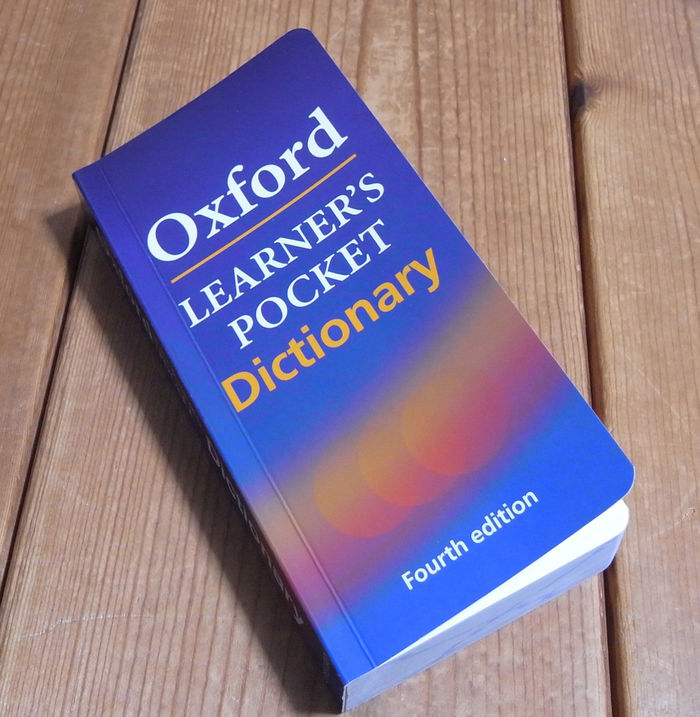 Oxford
LEARNER'S
POCKET
Dictionary
Fourth edition